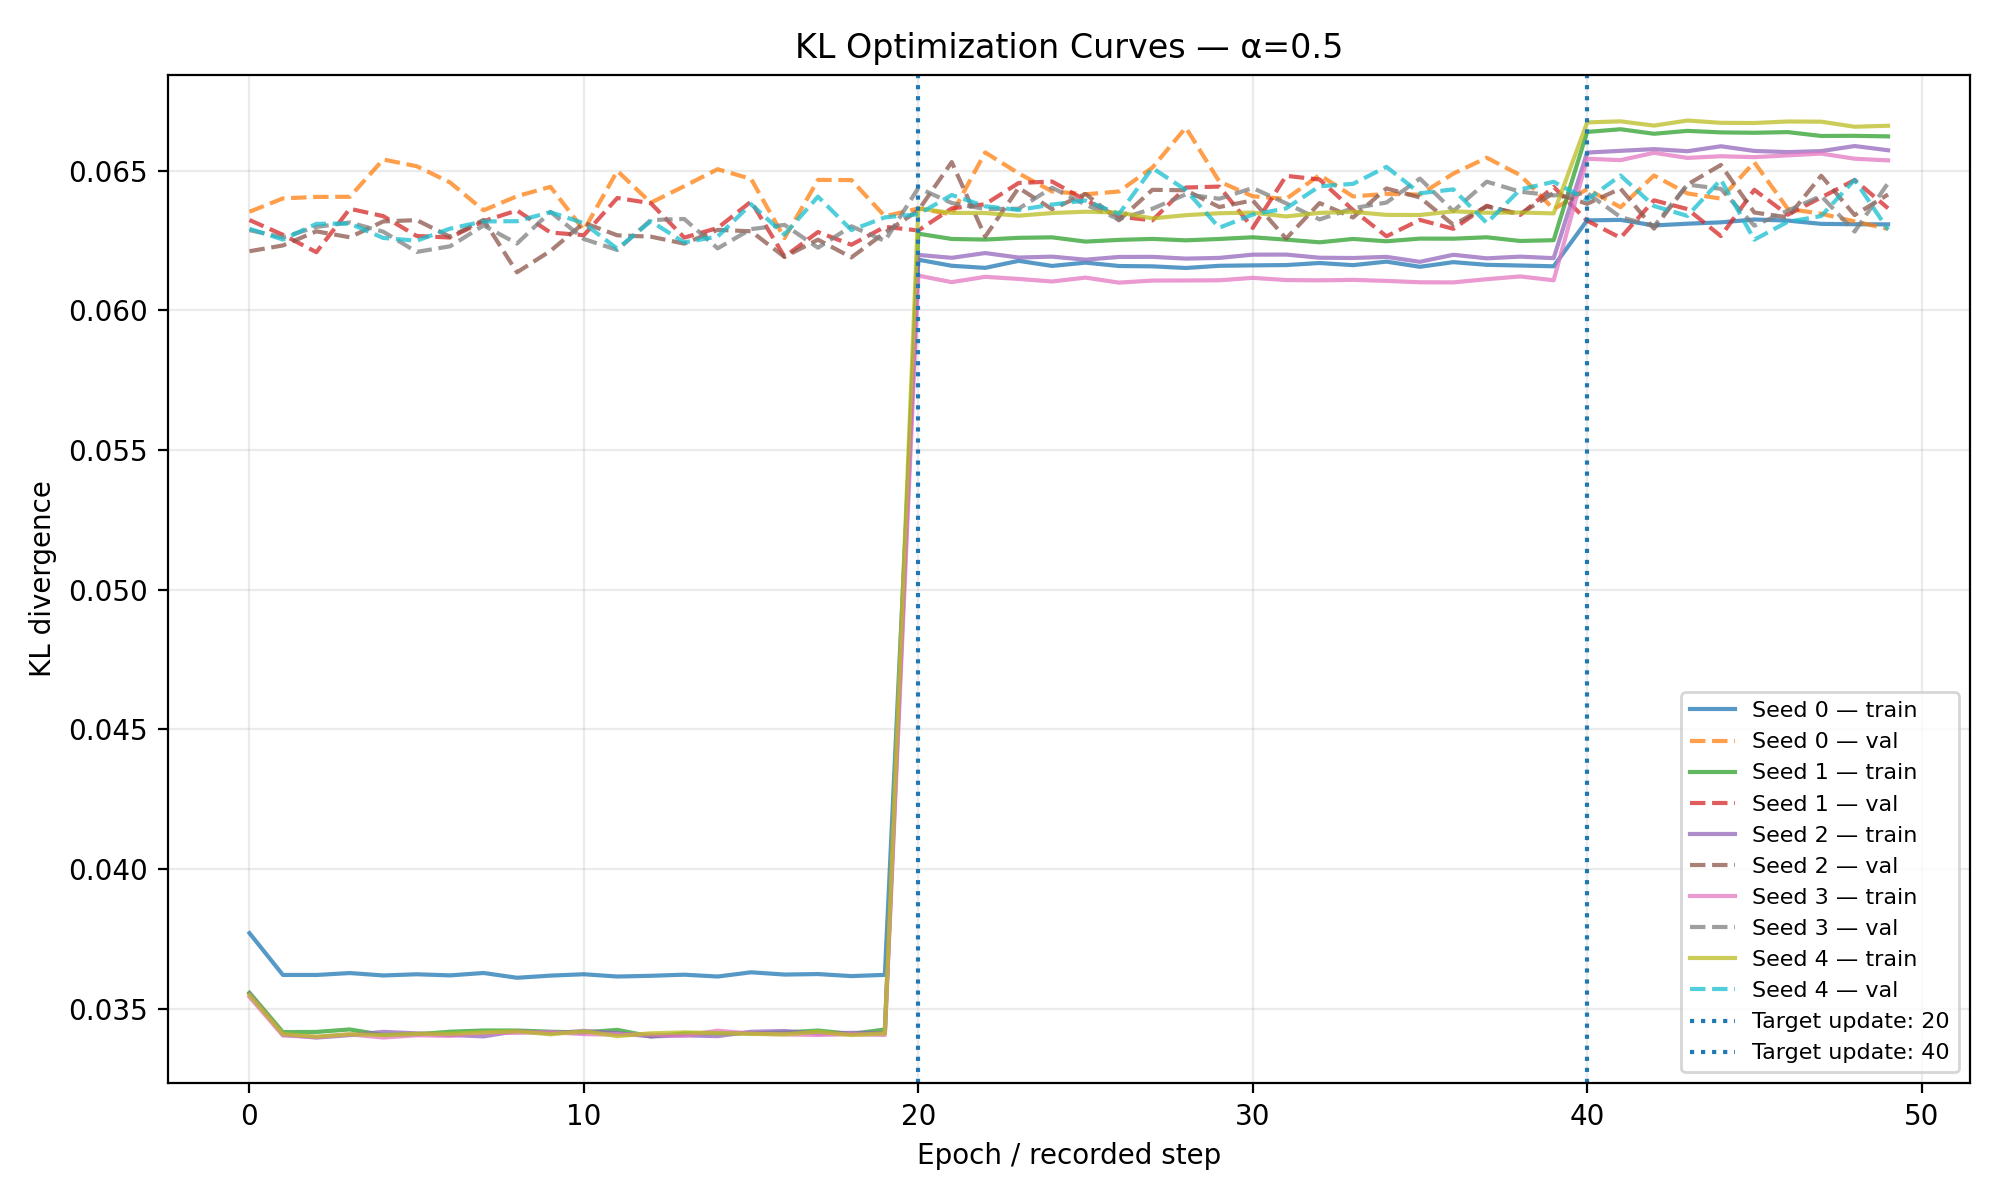 KL Optimization Curves — α=0.5
KL divergence
0.065
0.060
0.055
0.050
0.045
0.040
0.035
0
10
20
30
40
50
Epoch / recorded step
Seed 0 — train
Seed 0 — val
Seed 1 — train
Seed 1 — val
Seed 2 — train
Seed 2 — val
Seed 3 — train
Seed 3 — val
Seed 4 — train
Seed 4 — val
Target update: 20
Target update: 40